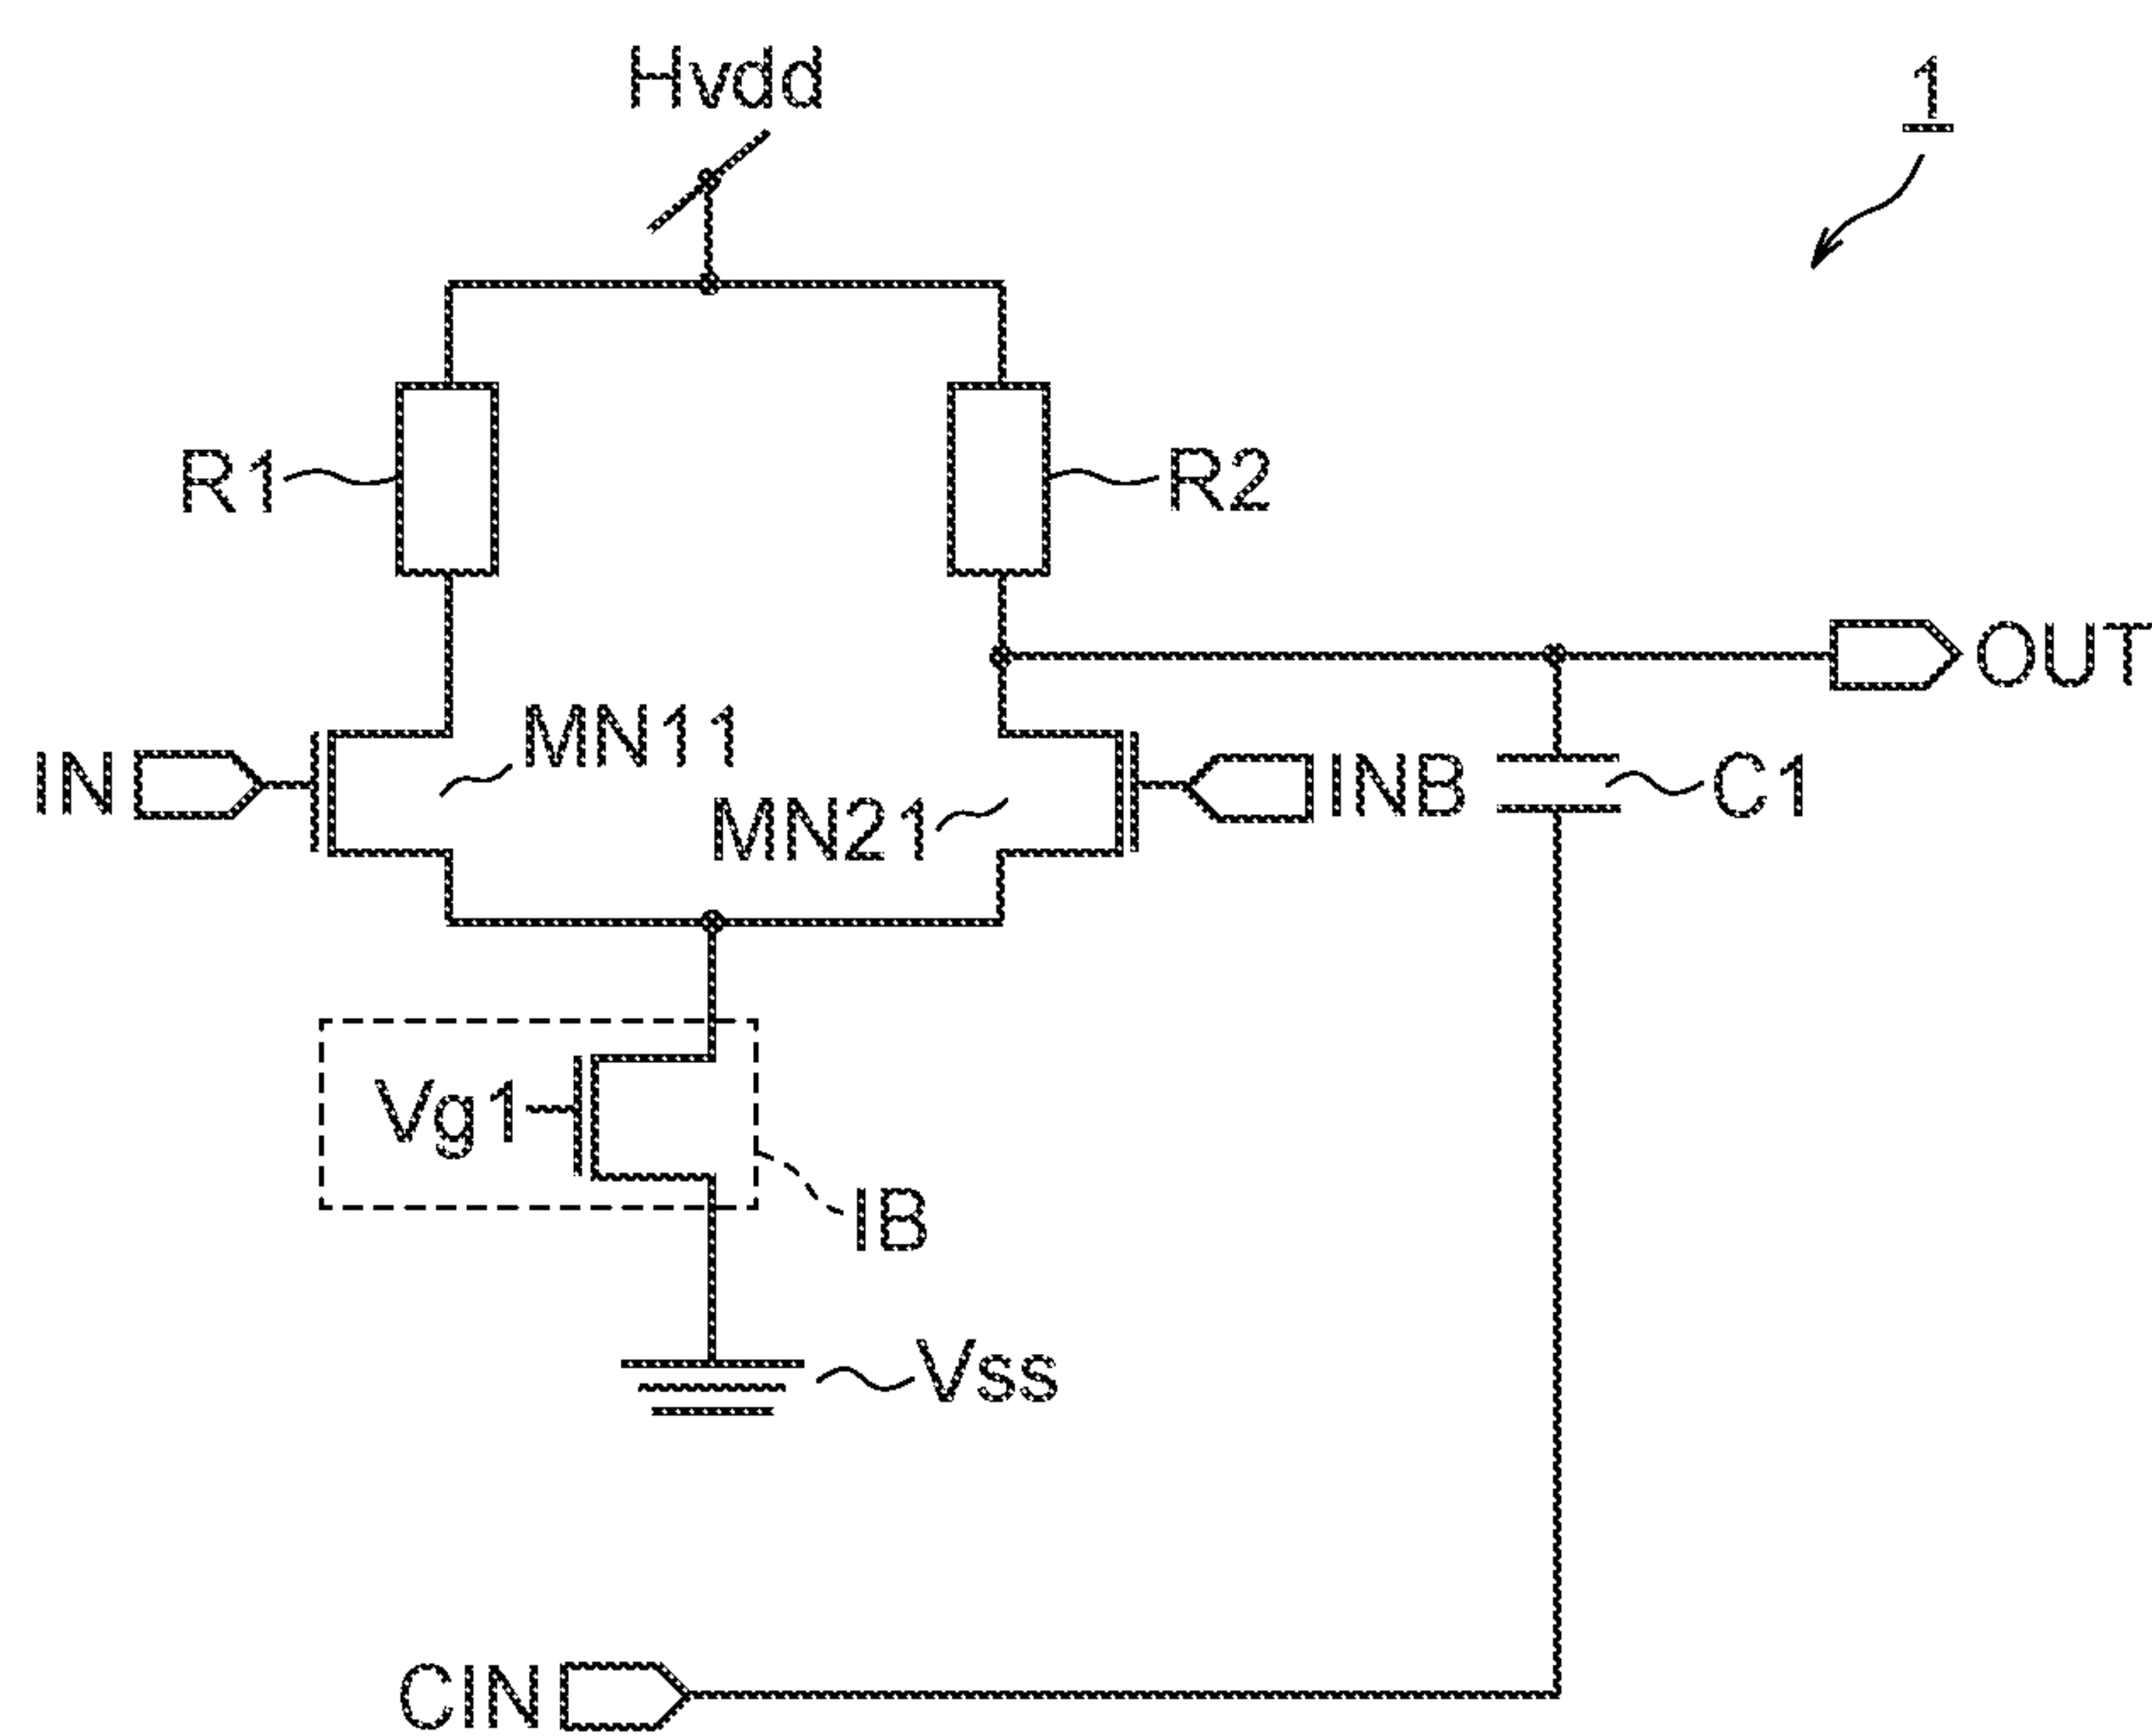 Hvdd
1
R1
R2
OUT
MN11
IN
MN21
INB
C1
Vg1
IB
Vss
CIN